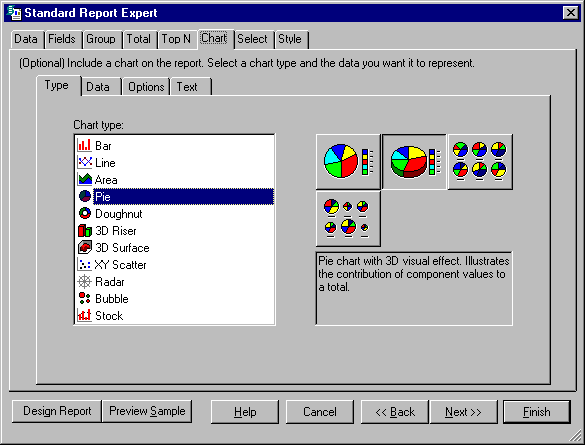 Standard Report Expert
Data Fields Group Total Top N Chart Select Style
(Optional) Include a chart on the report. Select a chart type and the data you want it to represent.
Type Data Options Text
Chart type:
Bar
Line
Area
Pie
Doughnut
3D Riser
3D Surface
XY Scatter
Radar
Bubble
Stock
Pie chart with 3D visual effect. Illustrates
the contribution of component values to
a total.
Design Report Preview Sample Help Cancel << Back Next >> Finish